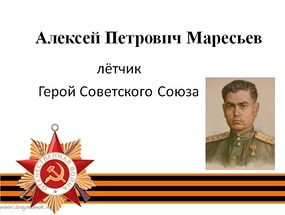 Алексей Петрович Маресьев
лётчик
Герой Советского Союза